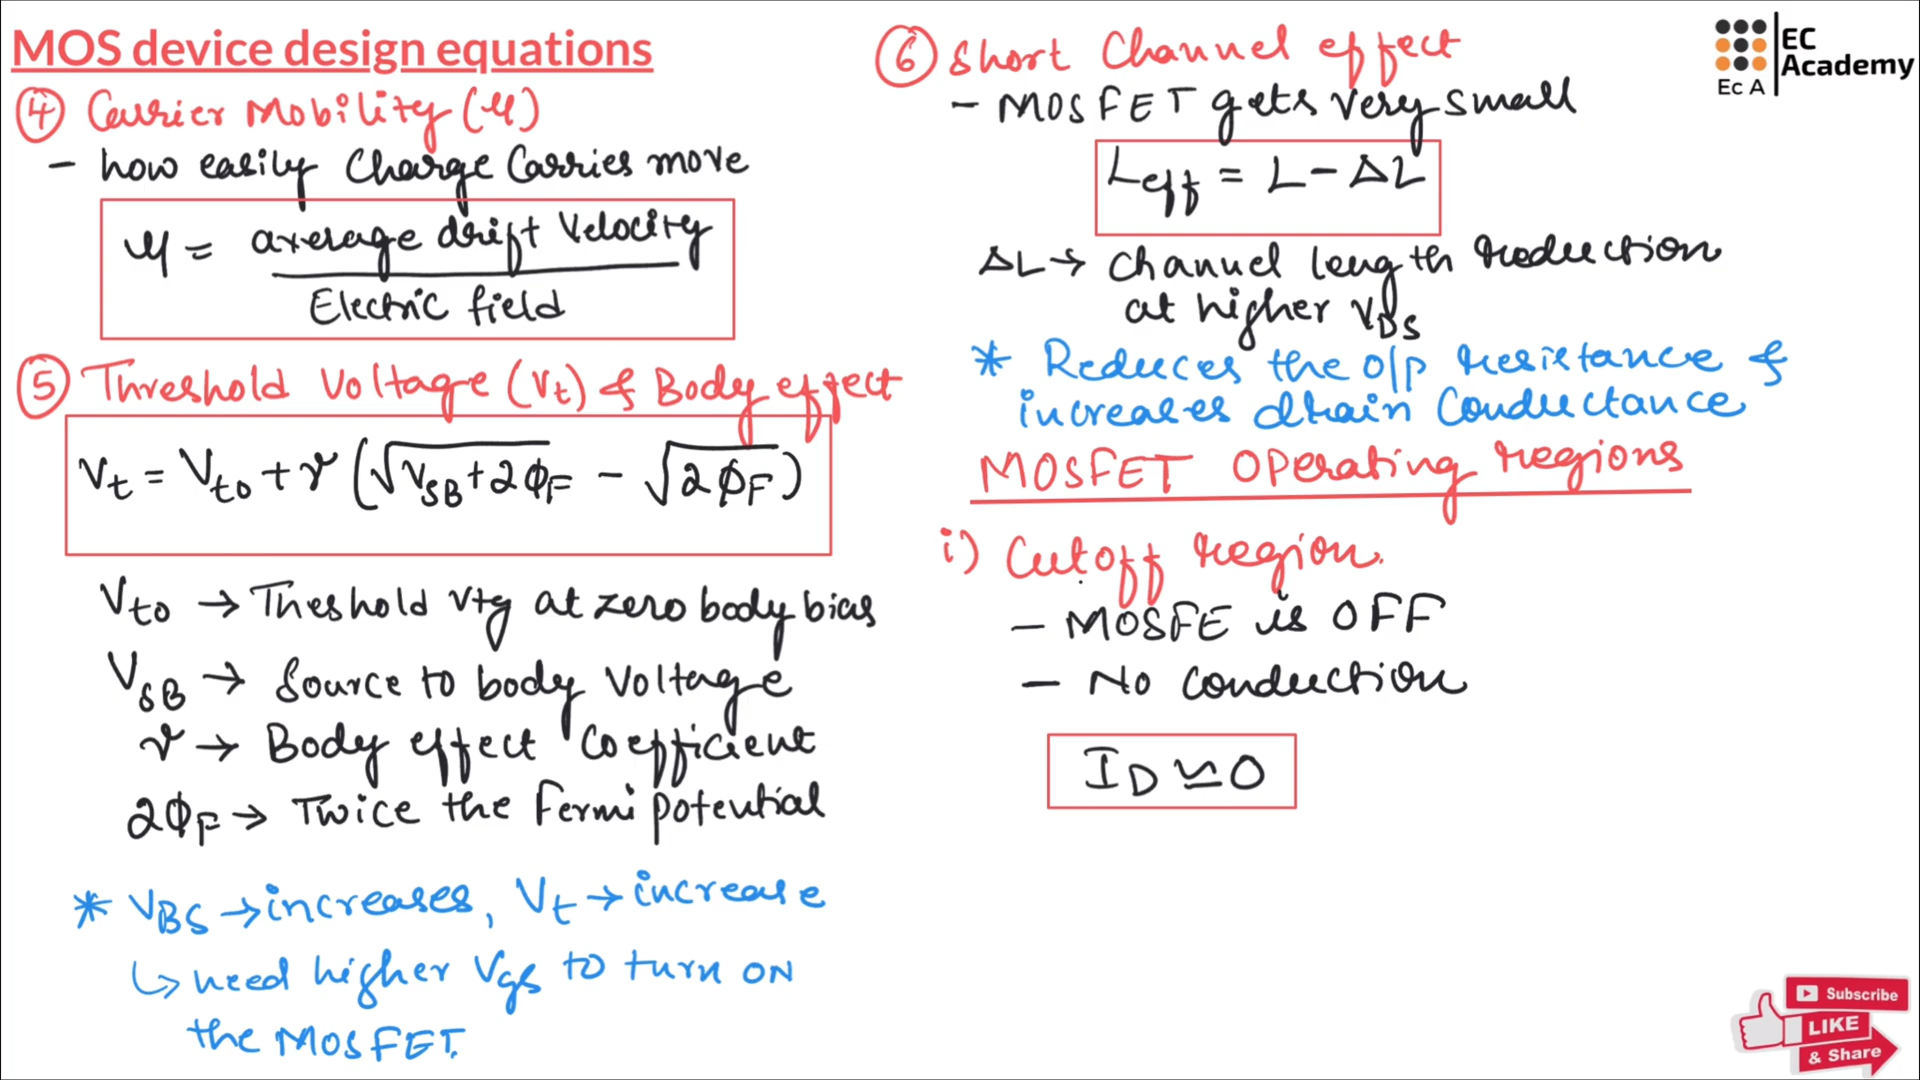 MOS device design equations
④ Carrier Mobility (μ)
- how easily Charge Carries move
μ = average drift Velocity
Electric field
⑤ Threshold Voltage (Vt) & Body effect
Vt = Vto + γ (√VSB+2ΦF - √2ΦF)
Vto → Theshold Vtg at zero body bias
VSB → Source to body Voltage
γ → Body effect Coefficient
2ΦF → Twice the Fermi potential
* VBS → increases, Vt → increase
↳ need higher Vgs to turn ON
the MOSFET.
⑥ Short Channel effect
- MOSFET gets very small
Leff = L - ΔL
ΔL → Channel length reduction
at higher VDS
* Reduces the o/p resistance &
increases drain Conductance
MOSFET Operating regions
i) Cutoff region.
- MOSFE is OFF
- No conduction
ID ≃ 0
EC
Academy
Ec A
Subscribe
LIKE
& Share